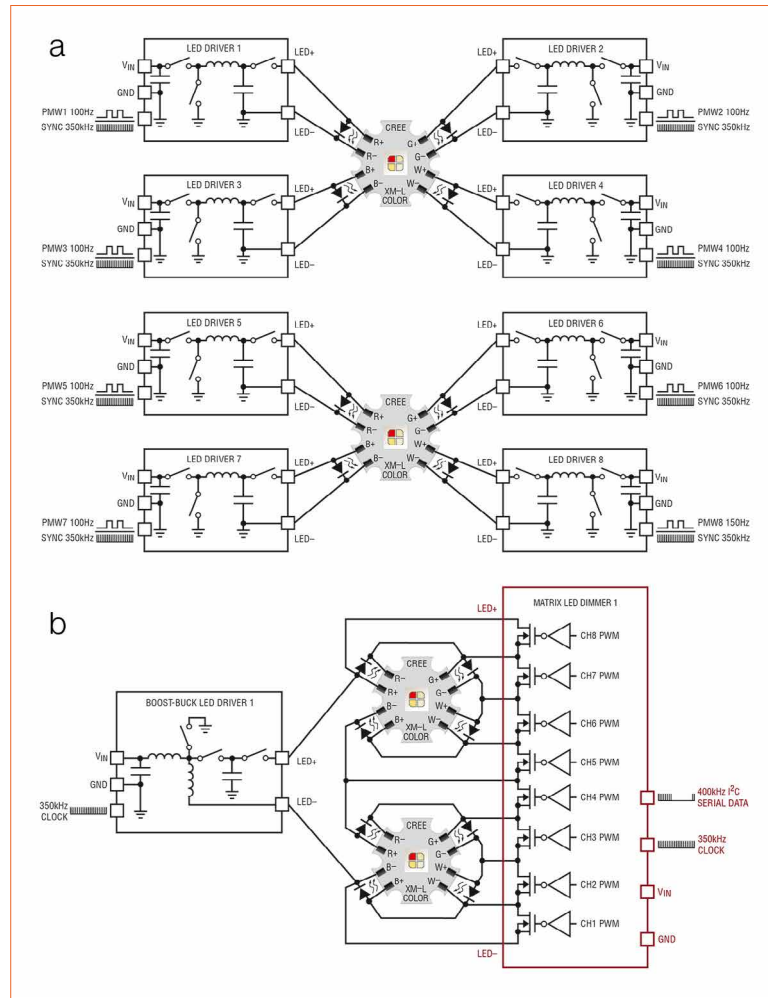 a
LED DRIVER 1
VIN
GND
PMW1 100Hz
SYNC 350kHz
LED+
LED–
LED DRIVER 2
LED+
LED–
VIN
GND
PMW2 100Hz
SYNC 350kHz
CREE
R+
R–
B+
B–
G+
G–
W+
W–
XM–L
COLOR
LED DRIVER 3
VIN
GND
PMW3 100Hz
SYNC 350kHz
LED+
LED–
LED DRIVER 4
LED+
LED–
VIN
GND
PMW4 100Hz
SYNC 350kHz
LED DRIVER 5
VIN
GND
PMW5 100Hz
SYNC 350kHz
LED+
LED–
LED DRIVER 6
LED+
LED–
VIN
GND
PMW6 100Hz
SYNC 350kHz
CREE
R+
R–
B+
B–
G+
G–
W+
W–
XM–L
COLOR
LED DRIVER 7
VIN
GND
PMW7 100Hz
SYNC 350kHz
LED+
LED–
LED DRIVER 8
LED+
LED–
VIN
GND
PMW8 150Hz
SYNC 350kHz
b
BOOST-BUCK LED DRIVER 1
VIN
GND
350kHz
CLOCK
LED+
LED–
CREE
R–
R+
B–
B+
G+
G–
W+
W–
XM–L
COLOR
CREE
R–
R+
B–
B+
G+
G–
W+
W–
XM–L
COLOR
LED+
LED–
MATRIX LED DIMMER 1
CH8 PWM
CH7 PWM
CH6 PWM
CH5 PWM
CH4 PWM
CH3 PWM
CH2 PWM
CH1 PWM
400kHz I²C
SERIAL DATA
350kHz
CLOCK
VIN
GND